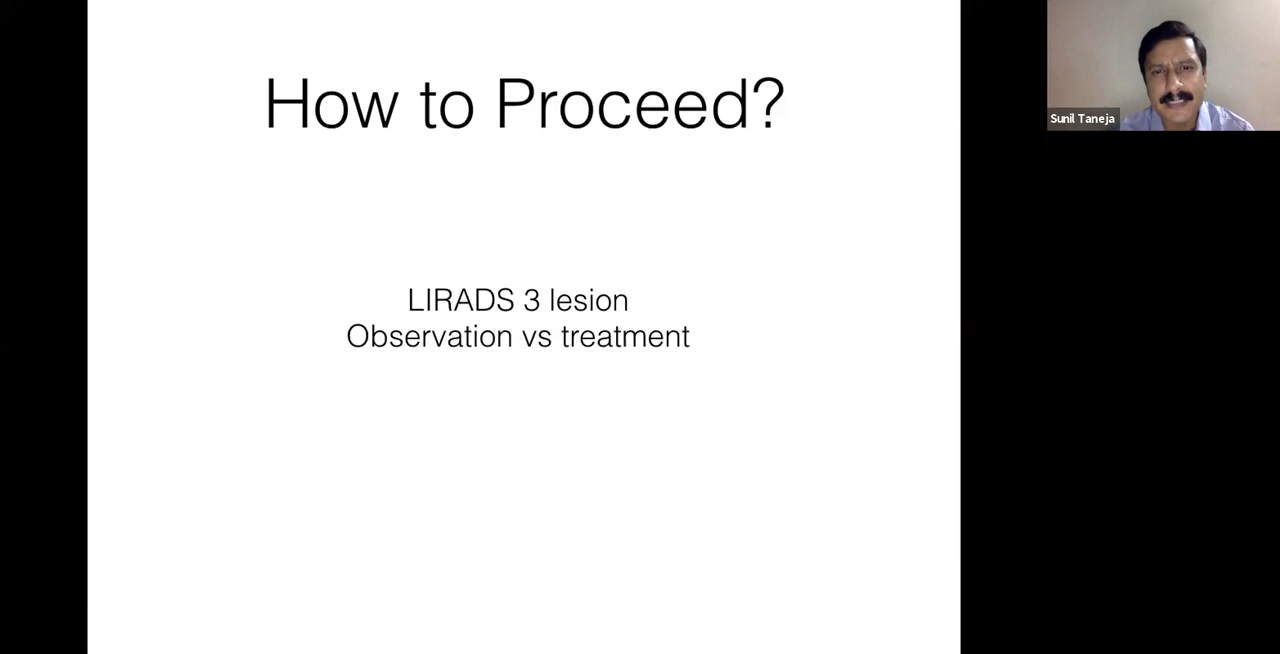 How to Proceed?
LIRADS 3 lesion
Observation vs treatment
Sunil Taneja